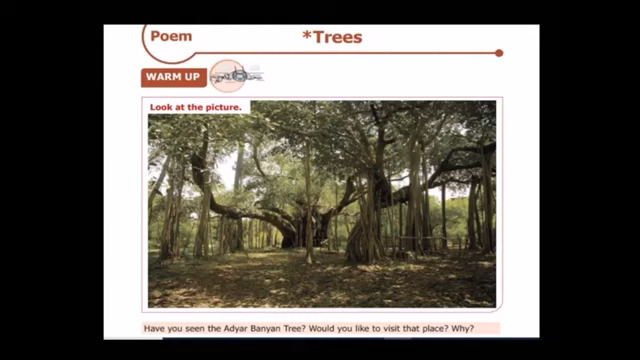 Poem
*Trees
WARM UP
Look at the picture.
Have you seen the Adyar Banyan Tree? Would you like to visit that place? Why?